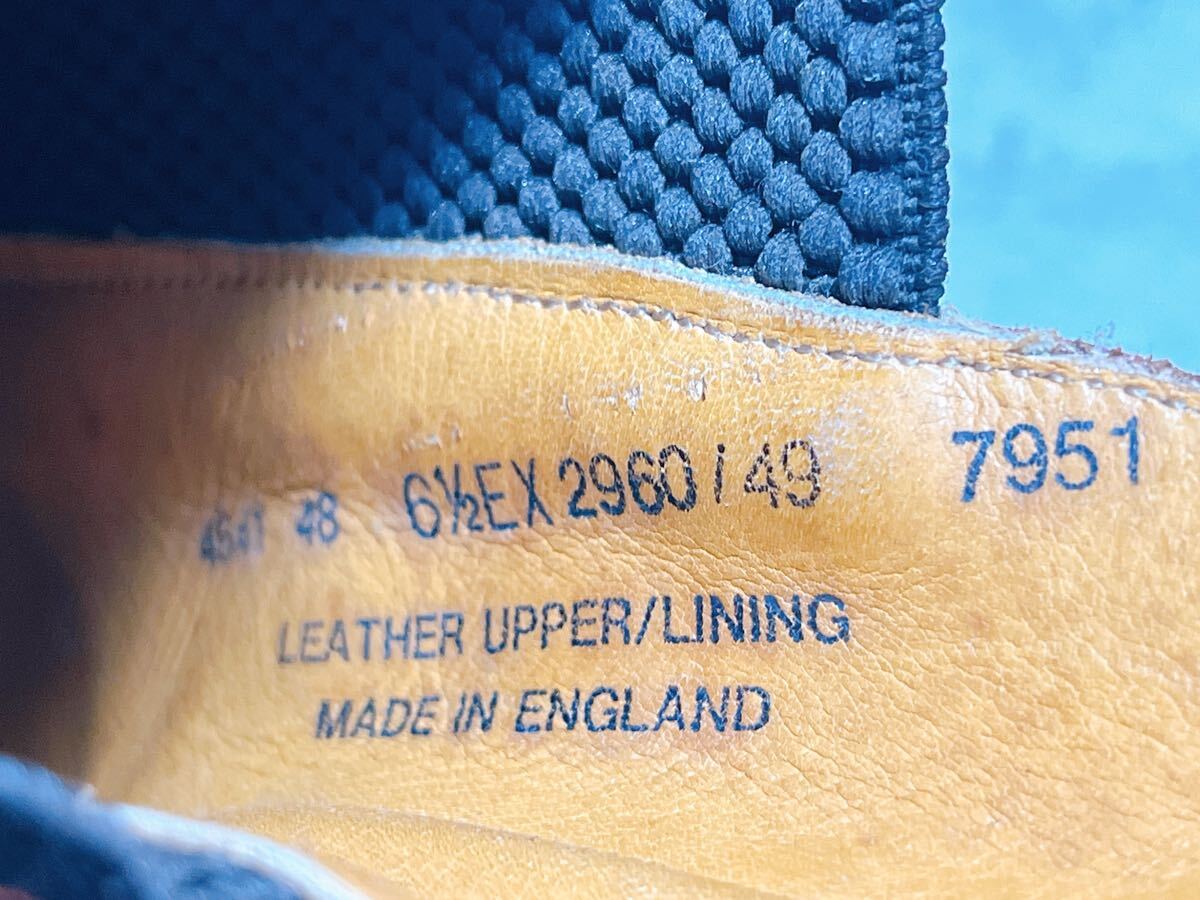 48 6½EX 2960 i 49 7951
LEATHER UPPER/LINING
MADE IN ENGLAND